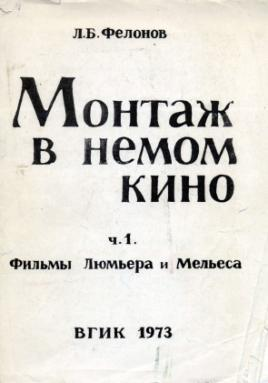 Л.Б. Фелонов
Монтаж
в немом
кино
ч.1.
Фильмы Люмьера и Мельеса
ВГИК 1973